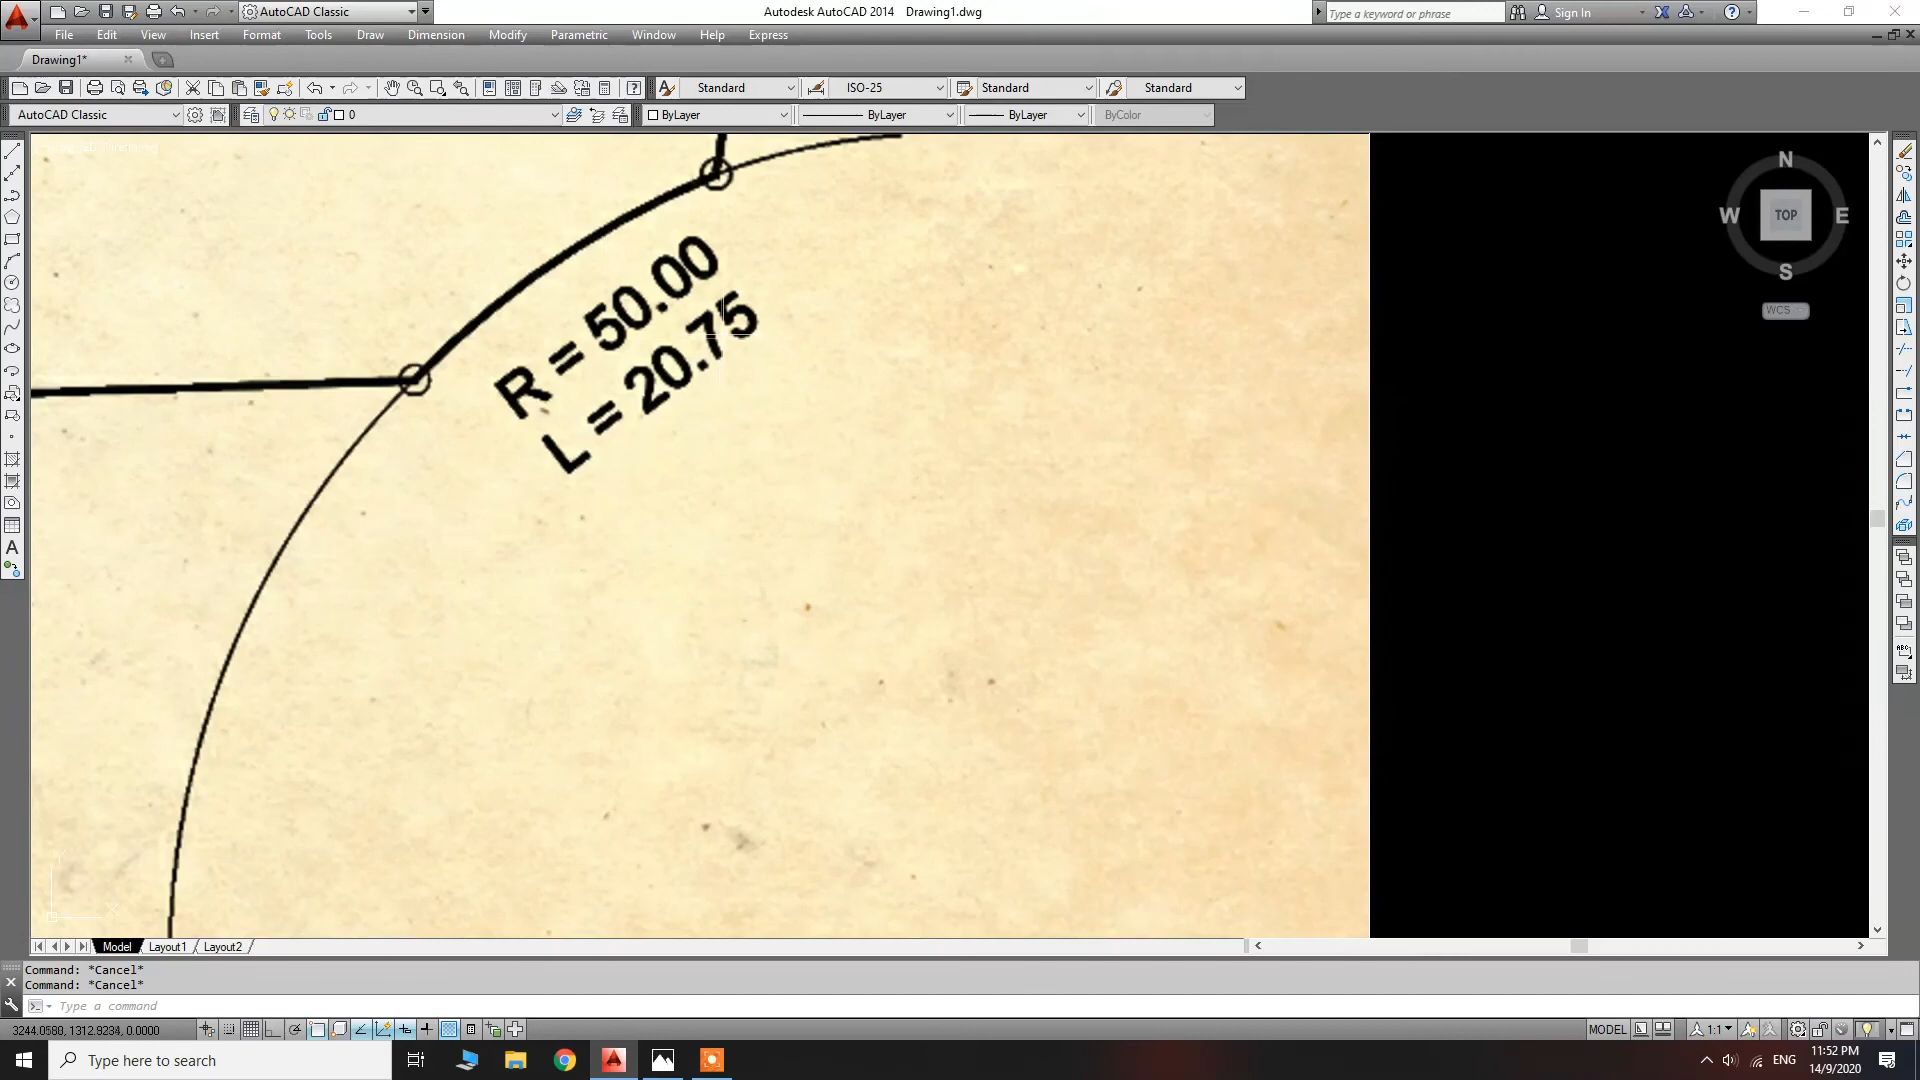 AutoCAD Classic
Autodesk AutoCAD 2014 Drawing1.dwg
Type a keyword or phrase
Sign In
File Edit View Insert Format Tools Draw Dimension Modify Parametric Window Help Express
Drawing1*
Standard ISO-25 Standard Standard
AutoCAD Classic 0 ByLayer ByLayer ByLayer ByColor
N
W TOP E
S
WCS
R = 50.00
L = 20.75
Model Layout1 Layout2
Command: *Cancel*
Command: *Cancel*
Type a command
3244.0580, 1312.9234, 0.0000
MODEL 1:1
Type here to search
ENG
11:52 PM
14/9/2020